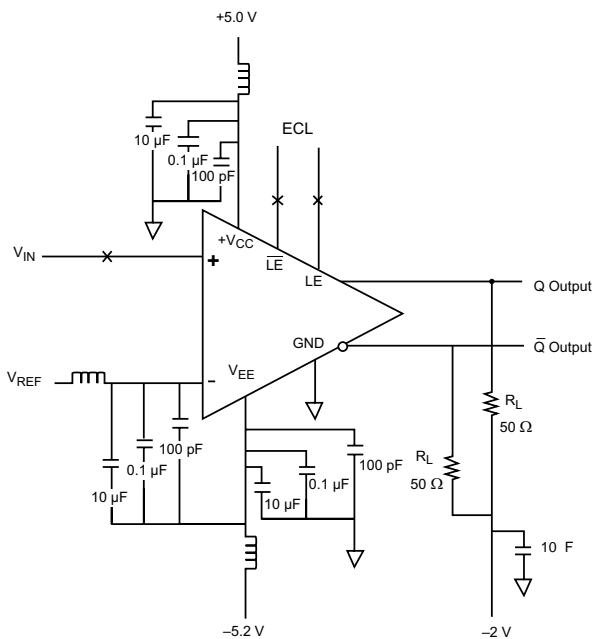 +5.0 V
ECL
10 µF
0.1 µF
100 pF
+VCC
L̅E̅
LE
VIN
+
Q Output
GND
Q̅ Output
VREF
-
VEE
RL
50 Ω
100 pF
0.1 µF
10 µF
100 pF
0.1 µF
10 µF
RL
50 Ω
10 F
–5.2 V
–2 V